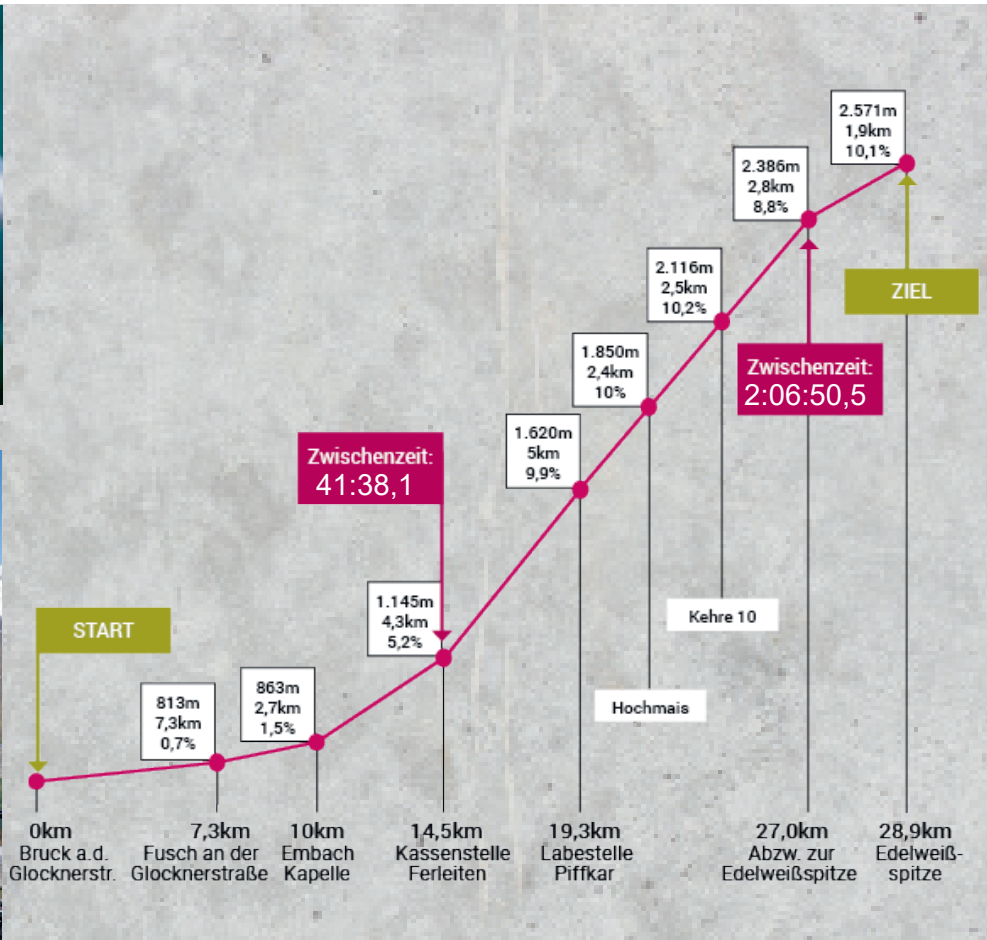 2.571m
1,9km
10,1%
2.386m
2,8km
8,8%
ZIEL
2.116m
2,5km
10,2%
Zwischenzeit:
2:06:50,5
1.850m
2,4km
10%
1.620m
5km
9,9%
Zwischenzeit:
41:38,1
1.145m
4,3km
5,2%
START
Kehre 10
863m
2,7km
1,5%
813m
7,3km
0,7%
Hochmais
0km
Bruck a.d.
Glocknerstr.
7,3km
Fusch an der
Glocknerstraße
10km
Embach
Kapelle
14,5km
Kassenstelle
Ferleiten
19,3km
Labestelle
Piffkar
27,0km
Abzw. zur
Edelweißspitze
28,9km
Edelweiß-
spitze